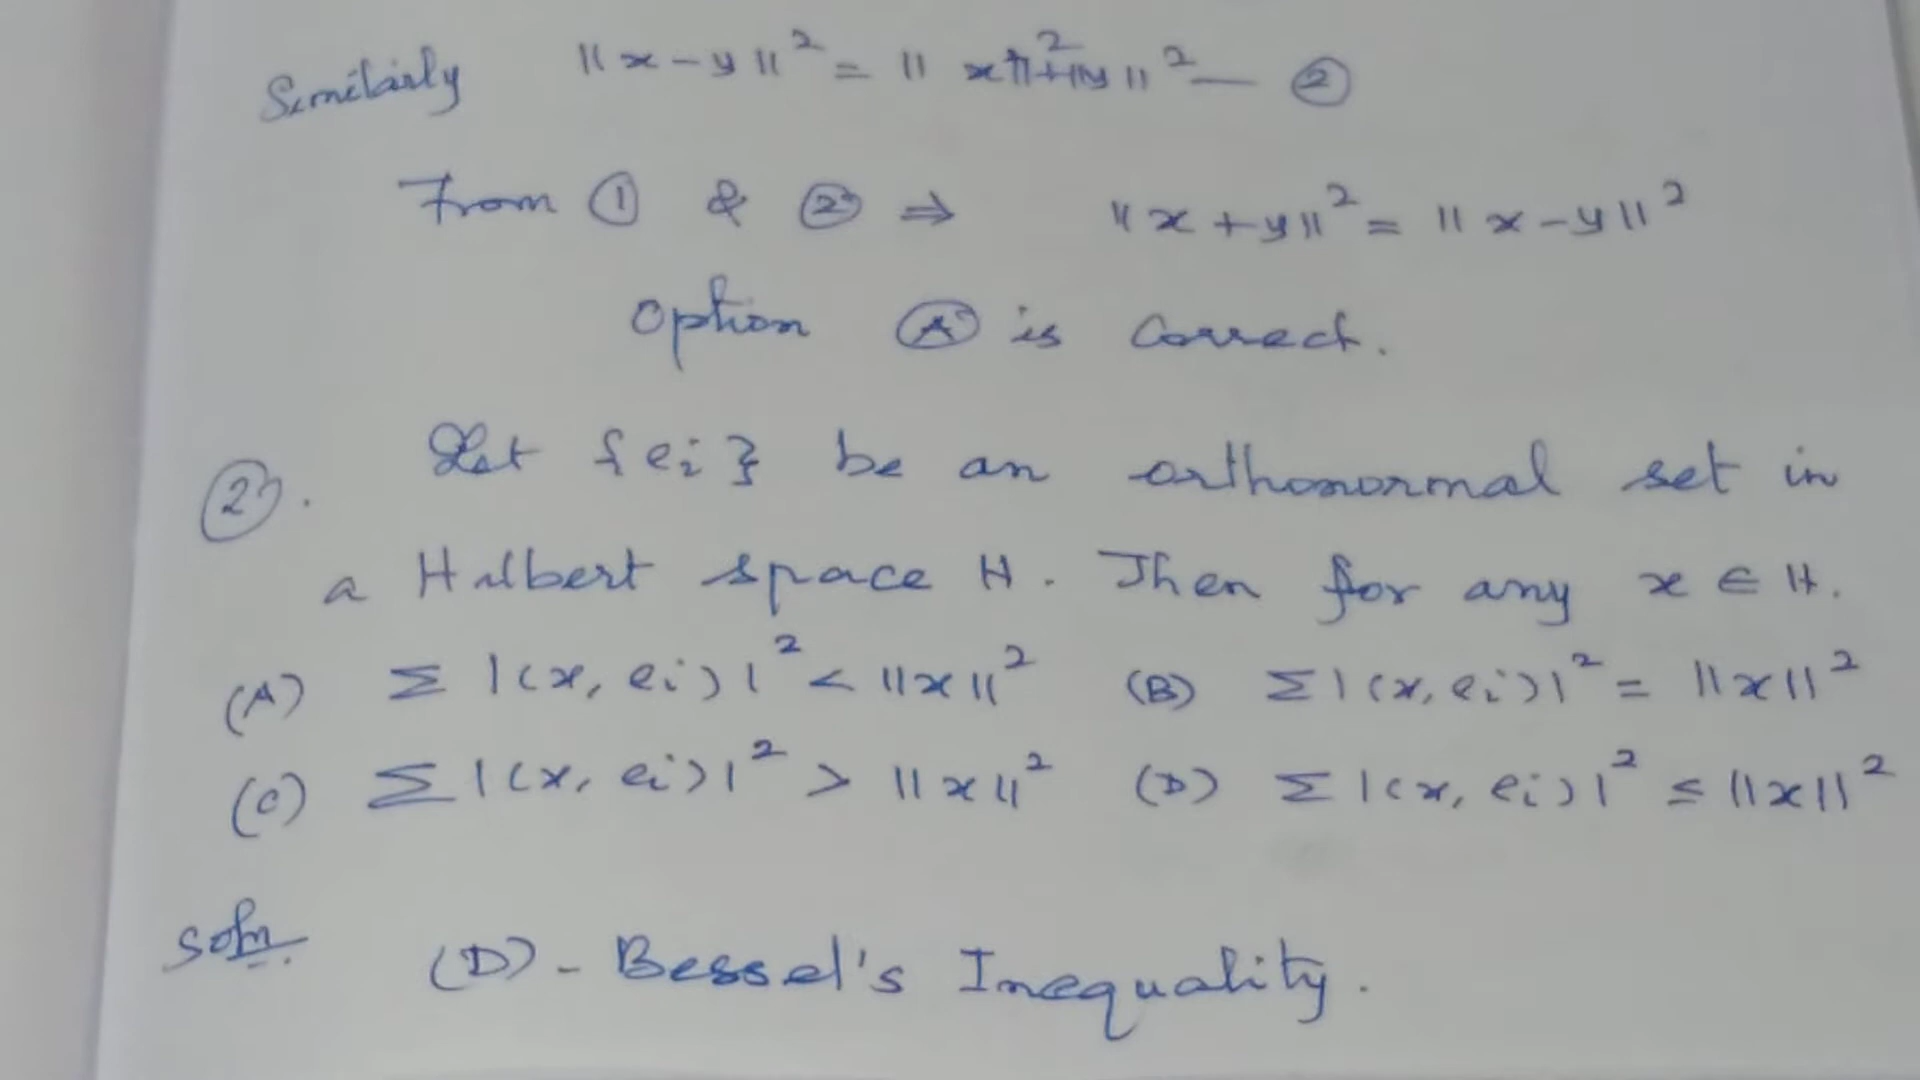 Similarly ||x-y||² = ||x||²+||y||² — ②
From ① & ② ⇒ ||x+y||² = ||x-y||²
Option Ⓐ is correct.
②. Let {ei} be an orthonormal set in
a Hilbert space H. Then for any x ∈ H.
(A) Σ |(x, ei)|² < ||x||² (B) Σ|(x, ei)|² = ||x||²
(C) Σ|(x, ei)|² > ||x||² (D) Σ|(x, ei)|² ≤ ||x||²
Soln. (D) - Bessel's Inequality.